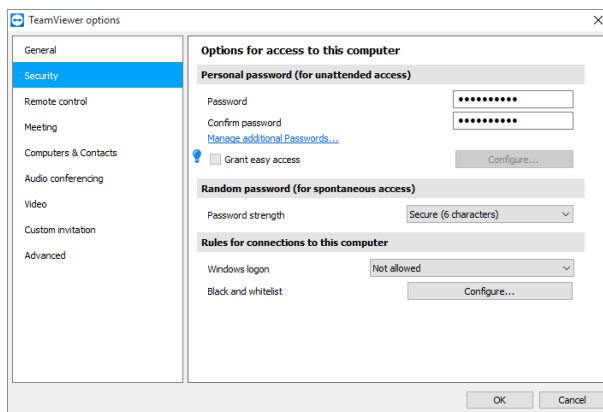 TeamViewer options
General
Security
Remote control
Meeting
Computers & Contacts
Audio conferencing
Video
Custom invitation
Advanced
Options for access to this computer
Personal password (for unattended access)
Password ••••••••••
Confirm password ••••••••••
Manage additional Passwords...
Grant easy access Configure...
Random password (for spontaneous access)
Password strength Secure (6 characters)
Rules for connections to this computer
Windows logon Not allowed
Black and whitelist Configure...
OK Cancel